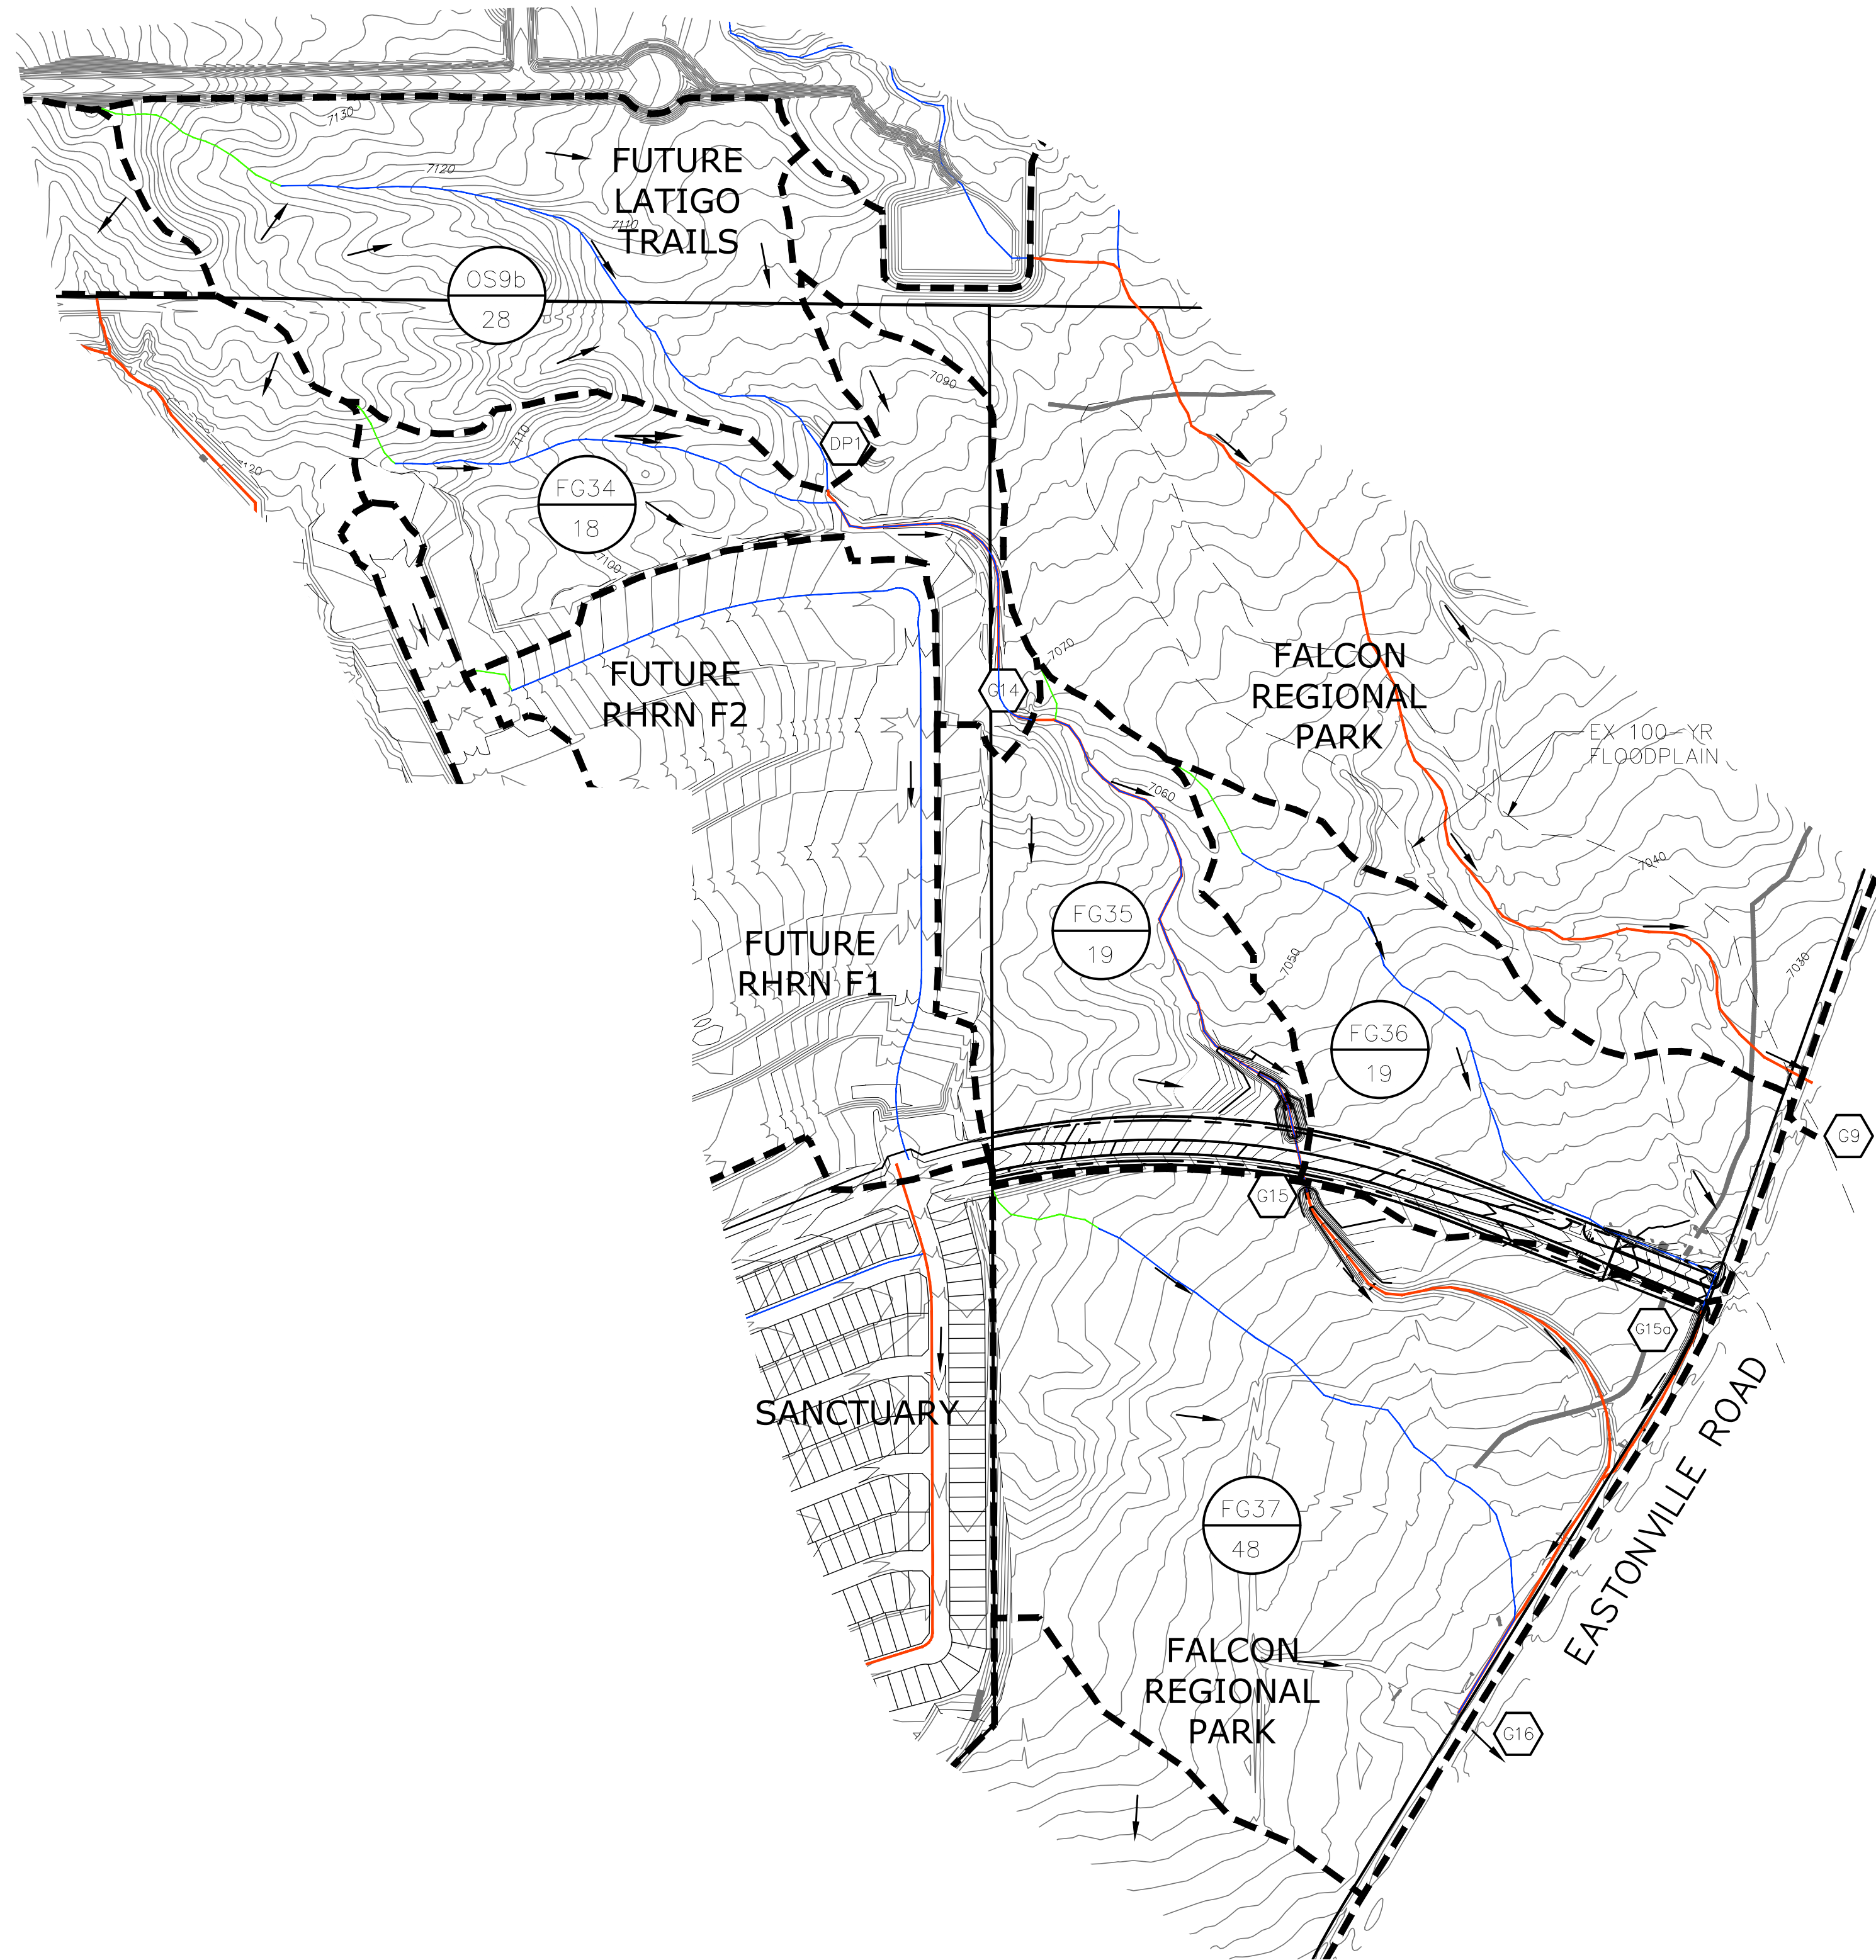 7130
FUTURE
LATIGO
TRAILS
7120
7110
OS9b
28
7090
7110
DP1
7120
FG34
18
7100
FUTURE
RHRN F2
G14
7070
FALCON
REGIONAL
PARK
EX 100-YR
FLOODPLAIN
7060
7040
FG35
19
FUTURE
RHRN F1
7050
7030
FG36
19
G9
G15
G15a
SANCTUARY
EASTONVILLE ROAD
FG37
48
FALCON
REGIONAL
PARK
G16